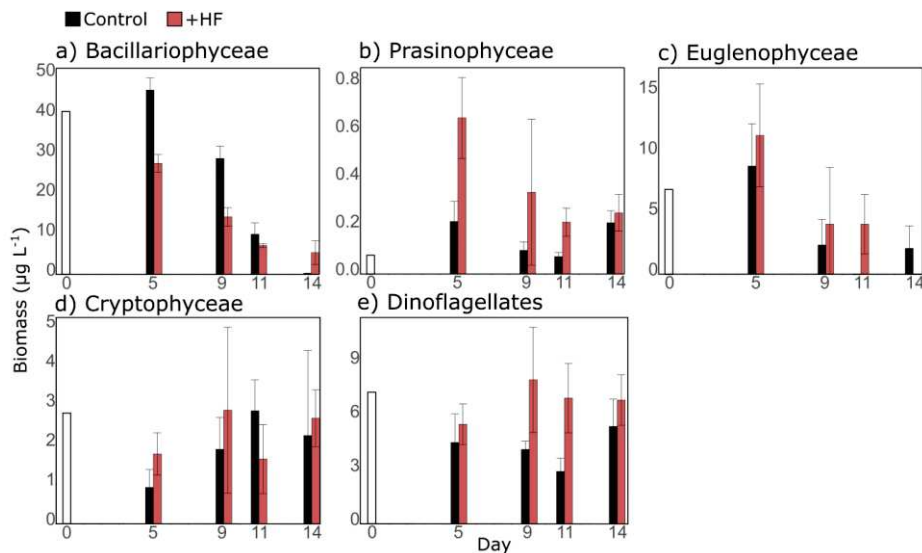 Control +HF
a) Bacillariophyceae
50
40
30
20
10
0
0 5 9 11 14
b) Prasinophyceae
0.8
0.6
0.4
0.2
0.0
0 5 9 11 14
c) Euglenophyceae
15
10
5
0
0 5 9 11 14
Biomass (µg L⁻¹)
d) Cryptophyceae
5
4
3
2
1
0
0 5 9 11 14
e) Dinoflagellates
9
6
3
0
0 5 9 11 14
Day